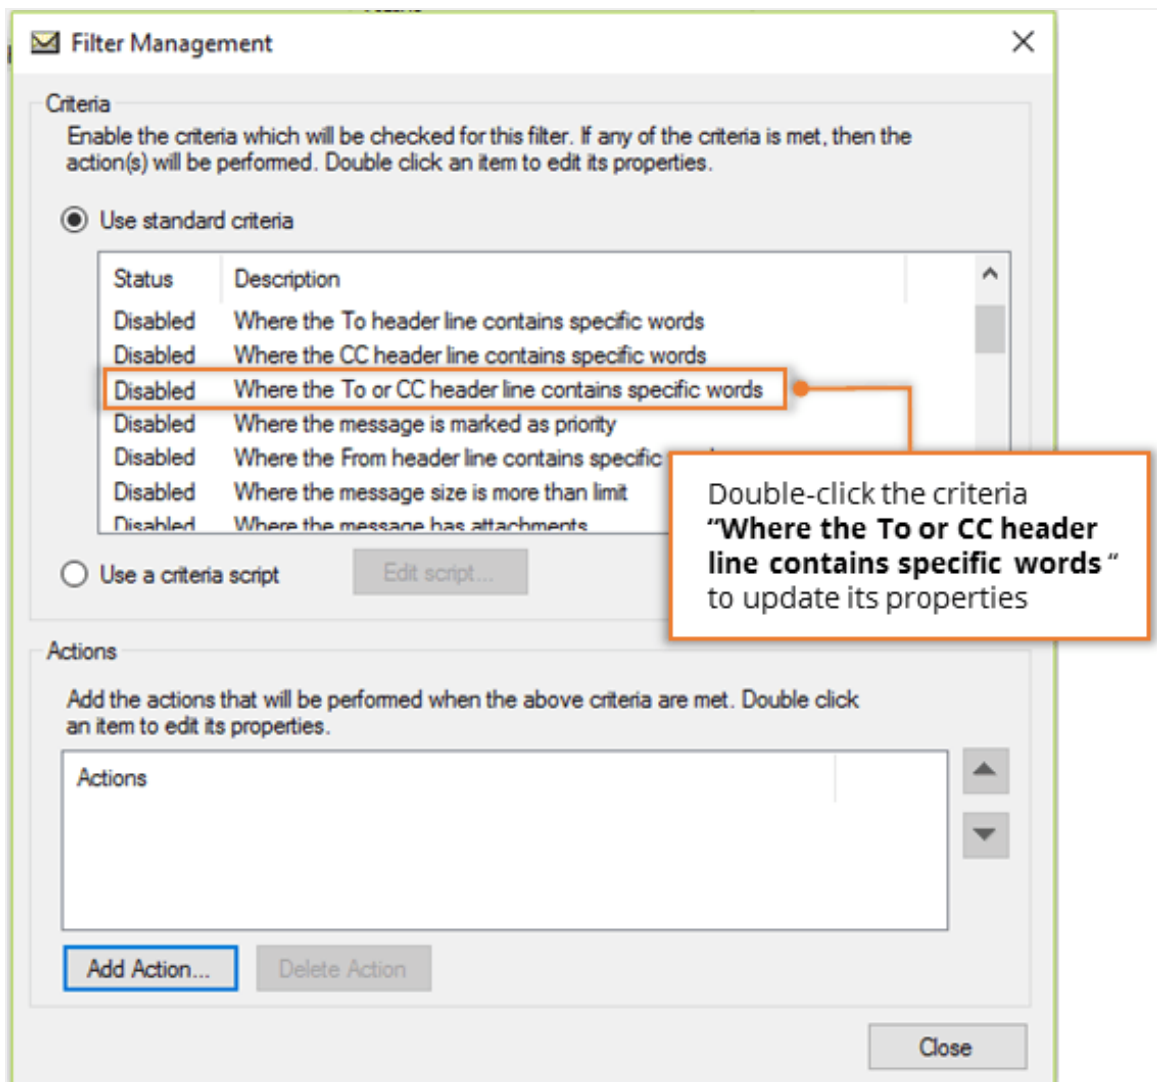 Filter Management
Criteria
Enable the criteria which will be checked for this filter. If any of the criteria is met, then the
action(s) will be performed. Double click an item to edit its properties.
Use standard criteria
Status Description
Disabled Where the To header line contains specific words
Disabled Where the CC header line contains specific words
Disabled Where the To or CC header line contains specific words
Disabled Where the message is marked as priority
Disabled Where the From header line contains specific
Disabled Where the message size is more than limit
Disabled Where the message has attachments
Double-click the criteria
“Where the To or CC header
line contains specific words “
to update its properties
Use a criteria script
Edit script...
Actions
Add the actions that will be performed when the above criteria are met. Double click
an item to edit its properties.
Actions
Add Action...
Delete Action
Close